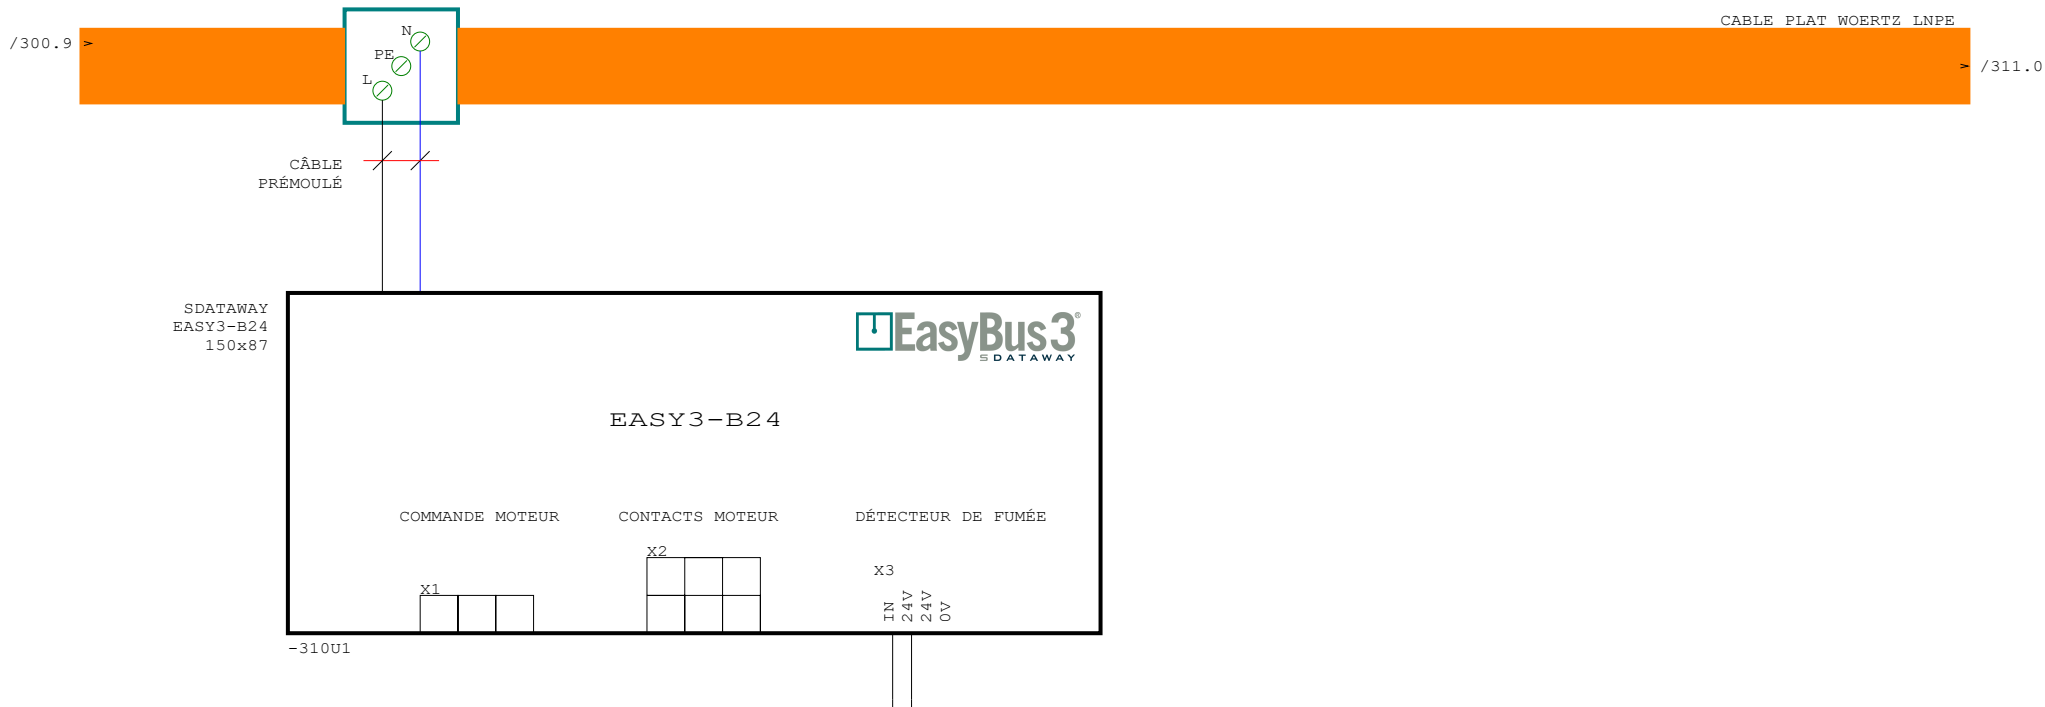 CABLE PLAT WOERTZ LNPE
/300.9 >
> /311.0
N
PE
L
CÂBLE
PRÉMOULÉ
SDATAWAY
EASY3-B24
150x87
EasyBus3®
SDATAWAY
EASY3-B24
COMMANDE MOTEUR
CONTACTS MOTEUR
DÉTECTEUR DE FUMÉE
X1
X2
X3
IN
24V
24V
0V
-310U1